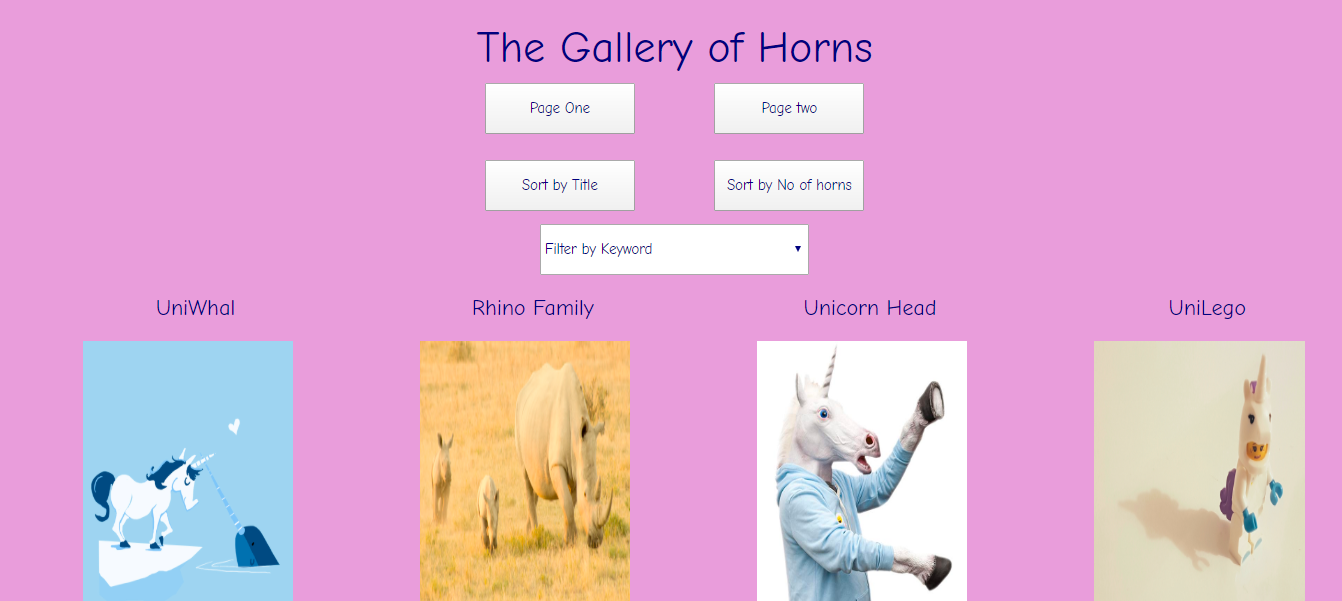 The Gallery of Horns
Page One
Page two
Sort by Title
Sort by No of horns
Filter by Keyword
UniWhal
Rhino Family
Unicorn Head
UniLego